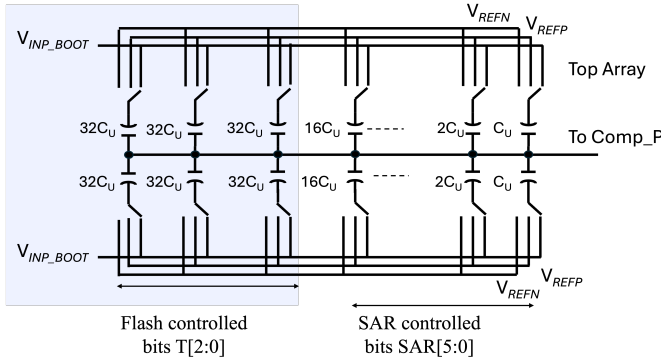 V_REFN
V_REFP
V_INP_BOOT
Top Array
32C_U 32C_U 32C_U 16C_U 2C_U C_U
To Comp_P
32C_U 32C_U 32C_U 16C_U 2C_U C_U
V_INP_BOOT
V_REFP
V_REFN
Flash controlled
bits T[2:0]
SAR controlled
bits SAR[5:0]